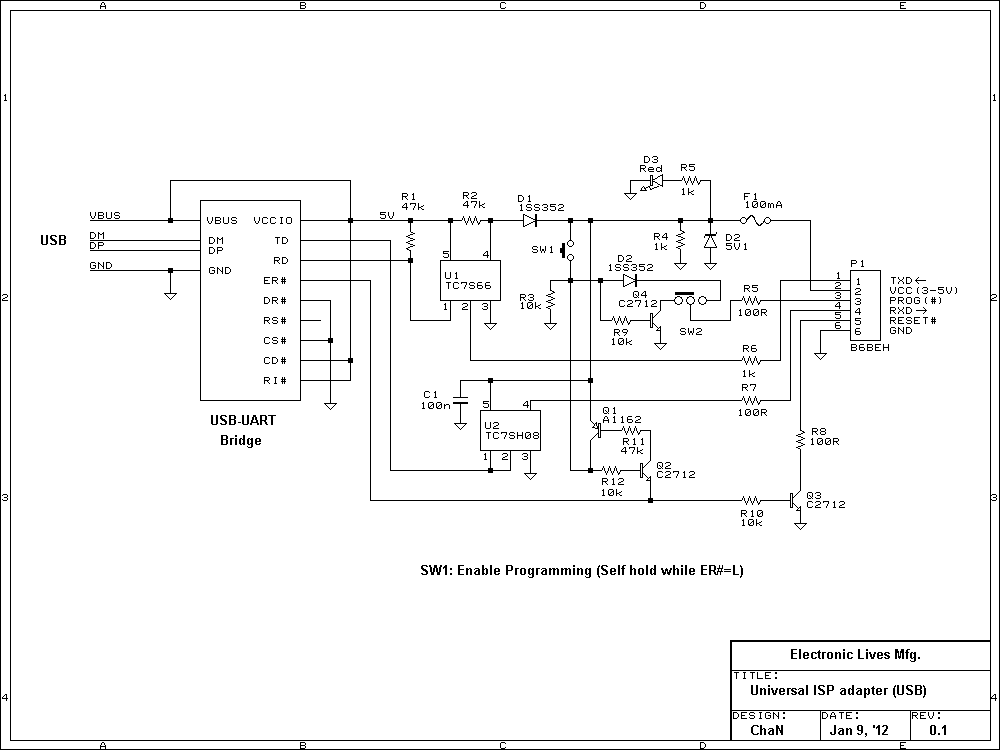 A B C D E
1 1
D3
Red
R5
1k
R1
47k
R2
47k
D1
1SS352
F1
100mA
VBUS
VBUS VCCIO
5V
USB
DM
DM TD
DP
DP
RD
SW1
R4
1k
D2
5V1
GND
GND
ER#
5 4
U1
TC7S66
D2
1SS352
P1
2 2
DR#
R3
10k
Q4
C2712
R5
100R
1 1 TXD←
2 2 VCC(3-5V)
3 3 PROG(#)
4 4 RXD→
5 5 RESET#
6 6 GND
1 2 3
RS#
R9
10k
SW2
CS#
B6BEH
CD#
R6
1k
RI#
C1
100n
R7
100R
5 4
U2
TC7SH08
Q1
A1162
USB-UART
Bridge
R11
47k
R8
100R
1 2 3
Q2
C2712
R12
10k
3 3
Q3
C2712
R10
10k
SW1: Enable Programming (Self hold while ER#=L)
Electronic Lives Mfg.
TITLE:
Universal ISP adapter (USB)
4 4
DESIGN: DATE: REV:
ChaN Jan 9, '12 0.1
A B C D E